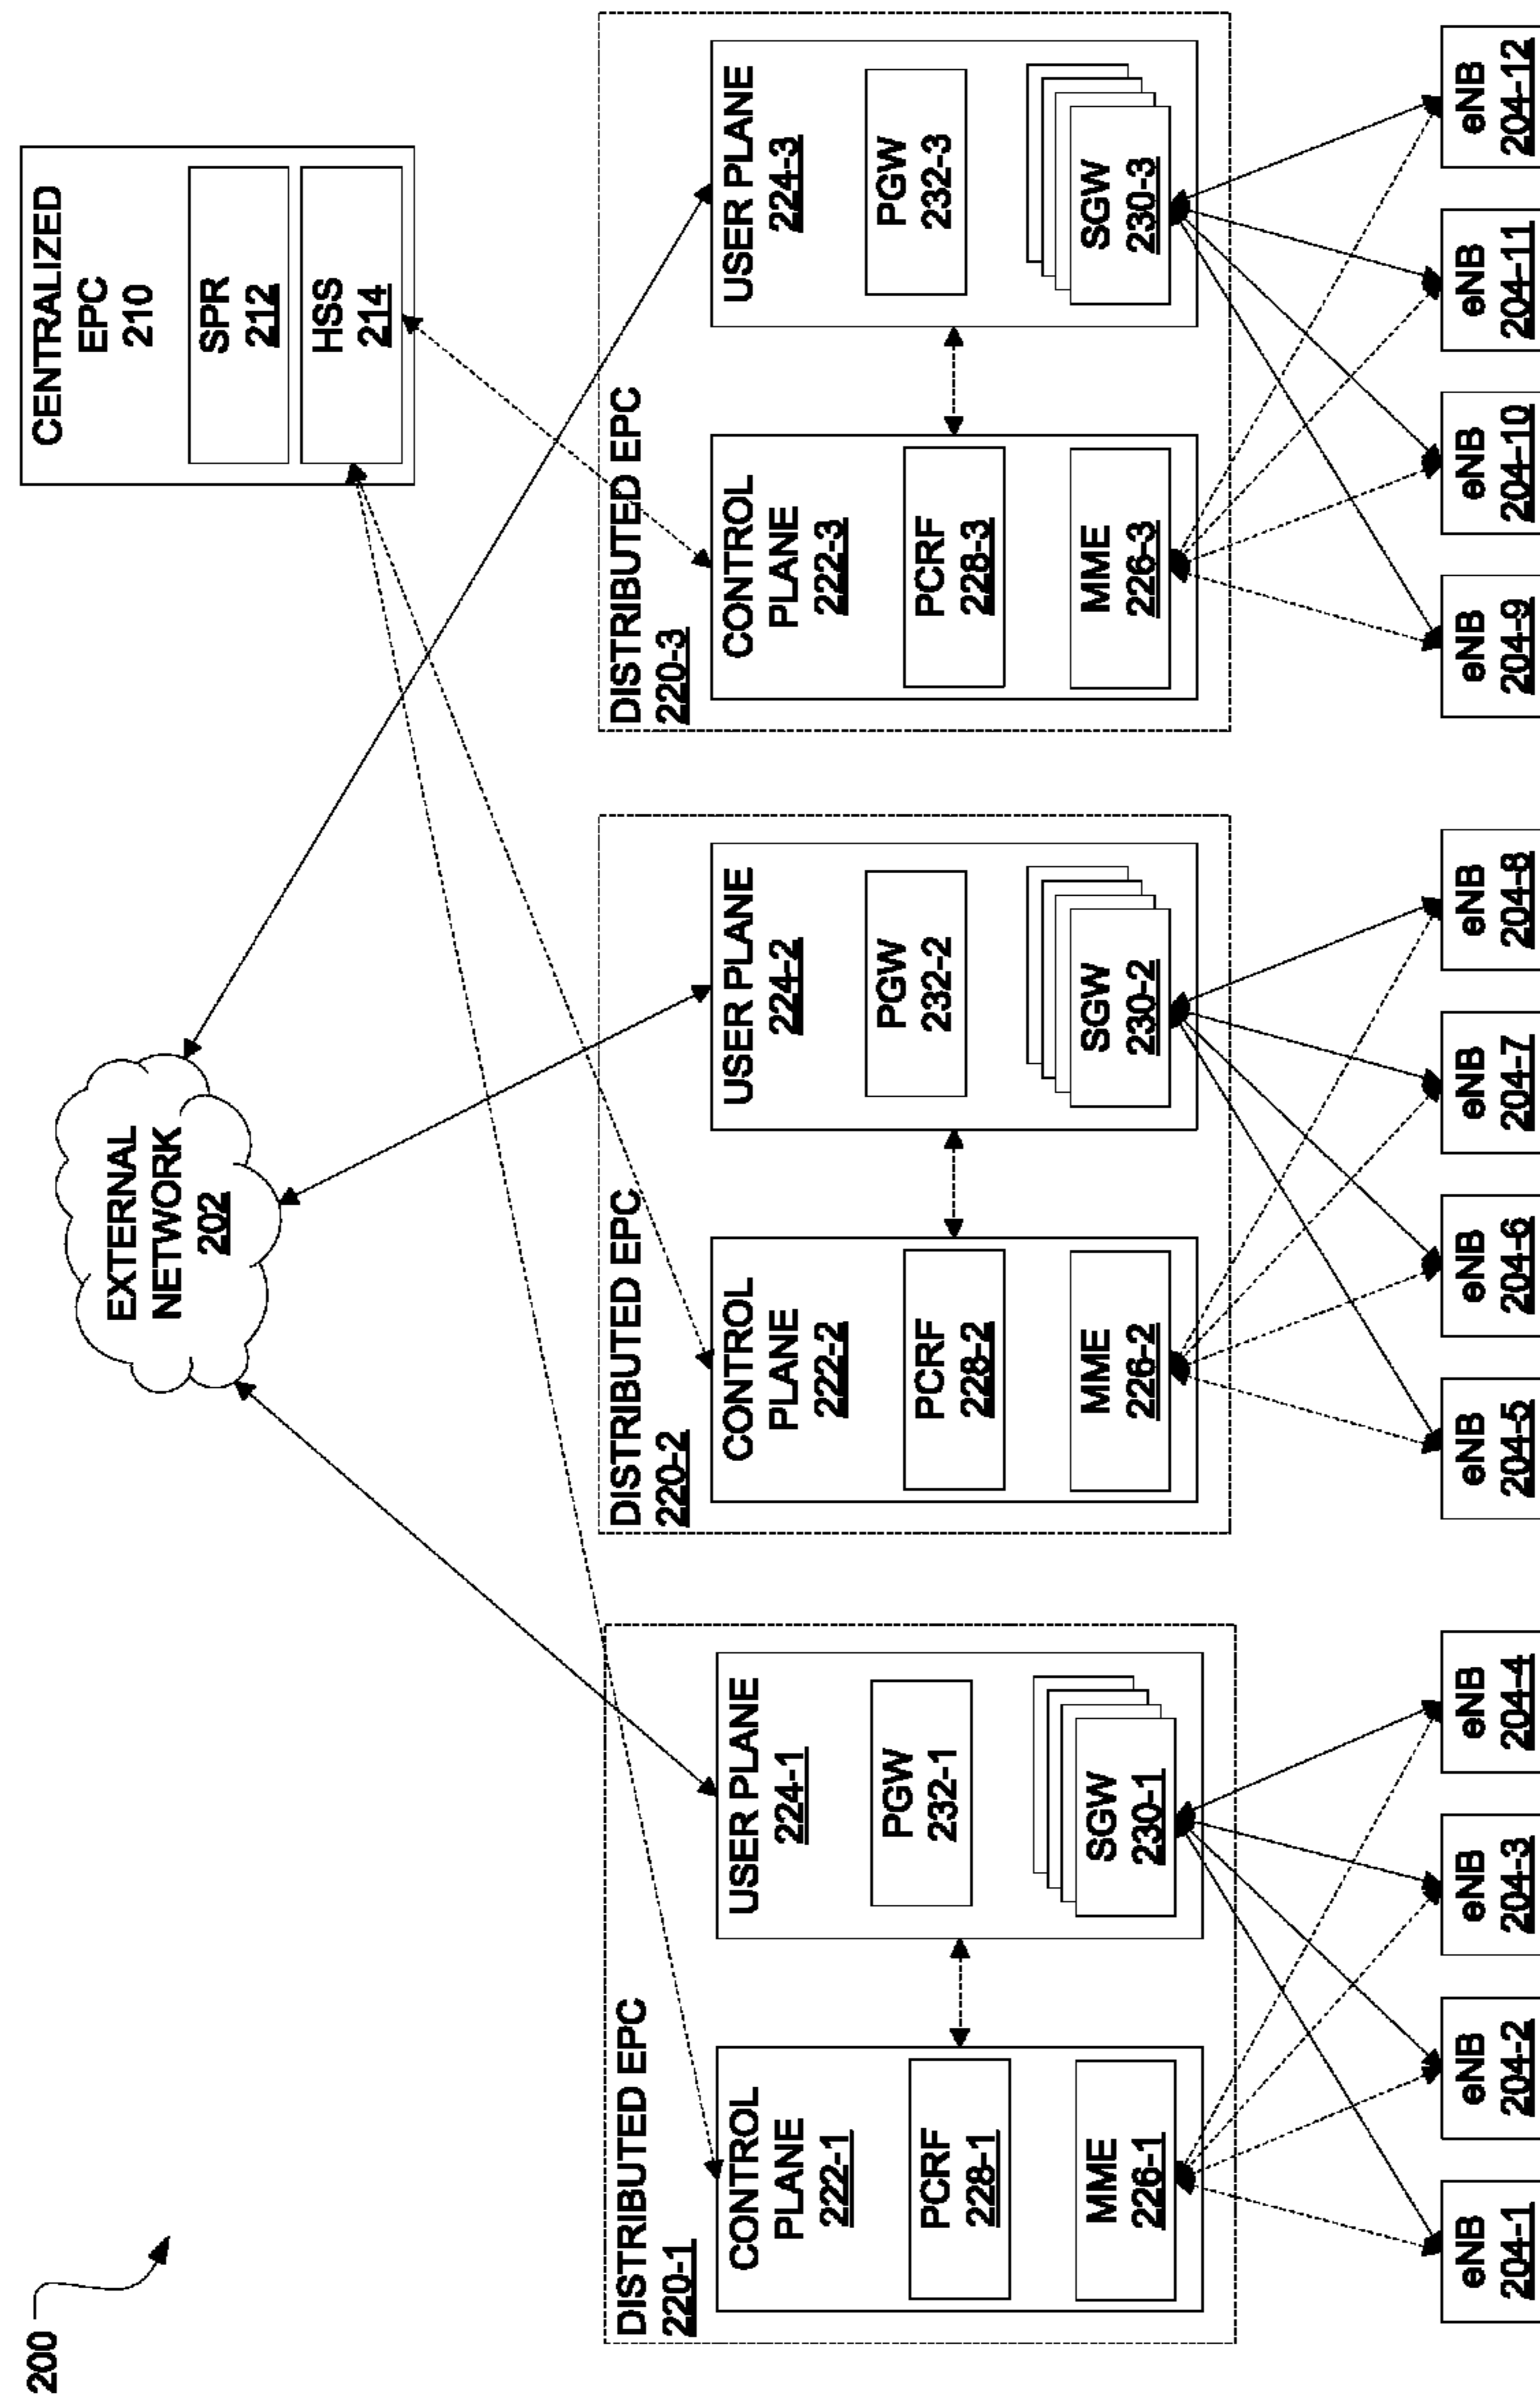 200
EXTERNAL
NETWORK
202
CENTRALIZED
EPC
210
SPR
212
HSS
214
DISTRIBUTED EPC
220-1
CONTROL
PLANE
222-1
PCRF
228-1
MME
226-1
USER PLANE
224-1
PGW
232-1
SGW
230-1
DISTRIBUTED EPC
220-2
CONTROL
PLANE
222-2
PCRF
228-2
MME
226-2
USER PLANE
224-2
PGW
232-2
SGW
230-2
DISTRIBUTED EPC
220-3
CONTROL
PLANE
222-3
PCRF
228-3
MME
226-3
USER PLANE
224-3
PGW
232-3
SGW
230-3
eNB
204-1
eNB
204-2
eNB
204-3
eNB
204-4
eNB
204-5
eNB
204-6
eNB
204-7
eNB
204-8
eNB
204-9
eNB
204-10
eNB
204-11
eNB
204-12